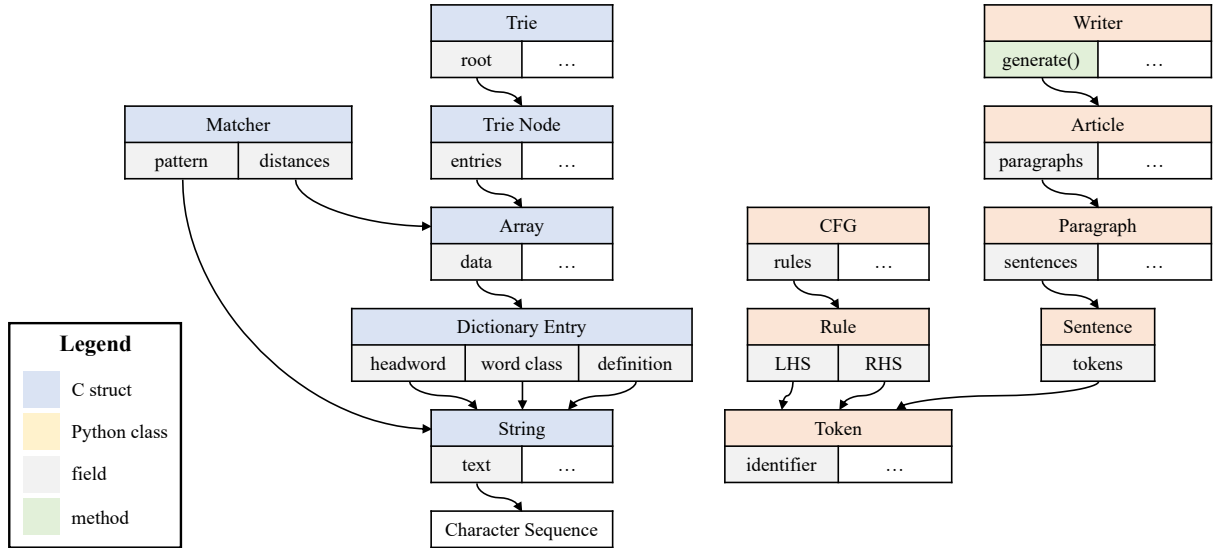 Trie
Writer
root
…
generate()
…
Matcher
Trie Node
Article
pattern
distances
entries
…
paragraphs
…
Array
CFG
Paragraph
data
…
rules
…
sentences
…
Legend
Dictionary Entry
Rule
Sentence
headword
word class
definition
LHS
RHS
tokens
C struct
Python class
String
Token
field
text
…
identifier
…
method
Character Sequence